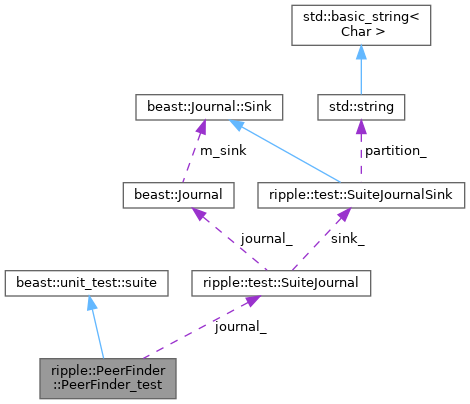 std::basic_string<
Char >
beast::Journal::Sink
std::string
m_sink
partition_
beast::Journal
ripple::test::SuiteJournalSink
journal_
sink_
beast::unit_test::suite
ripple::test::SuiteJournal
journal_
ripple::PeerFinder
::PeerFinder_test